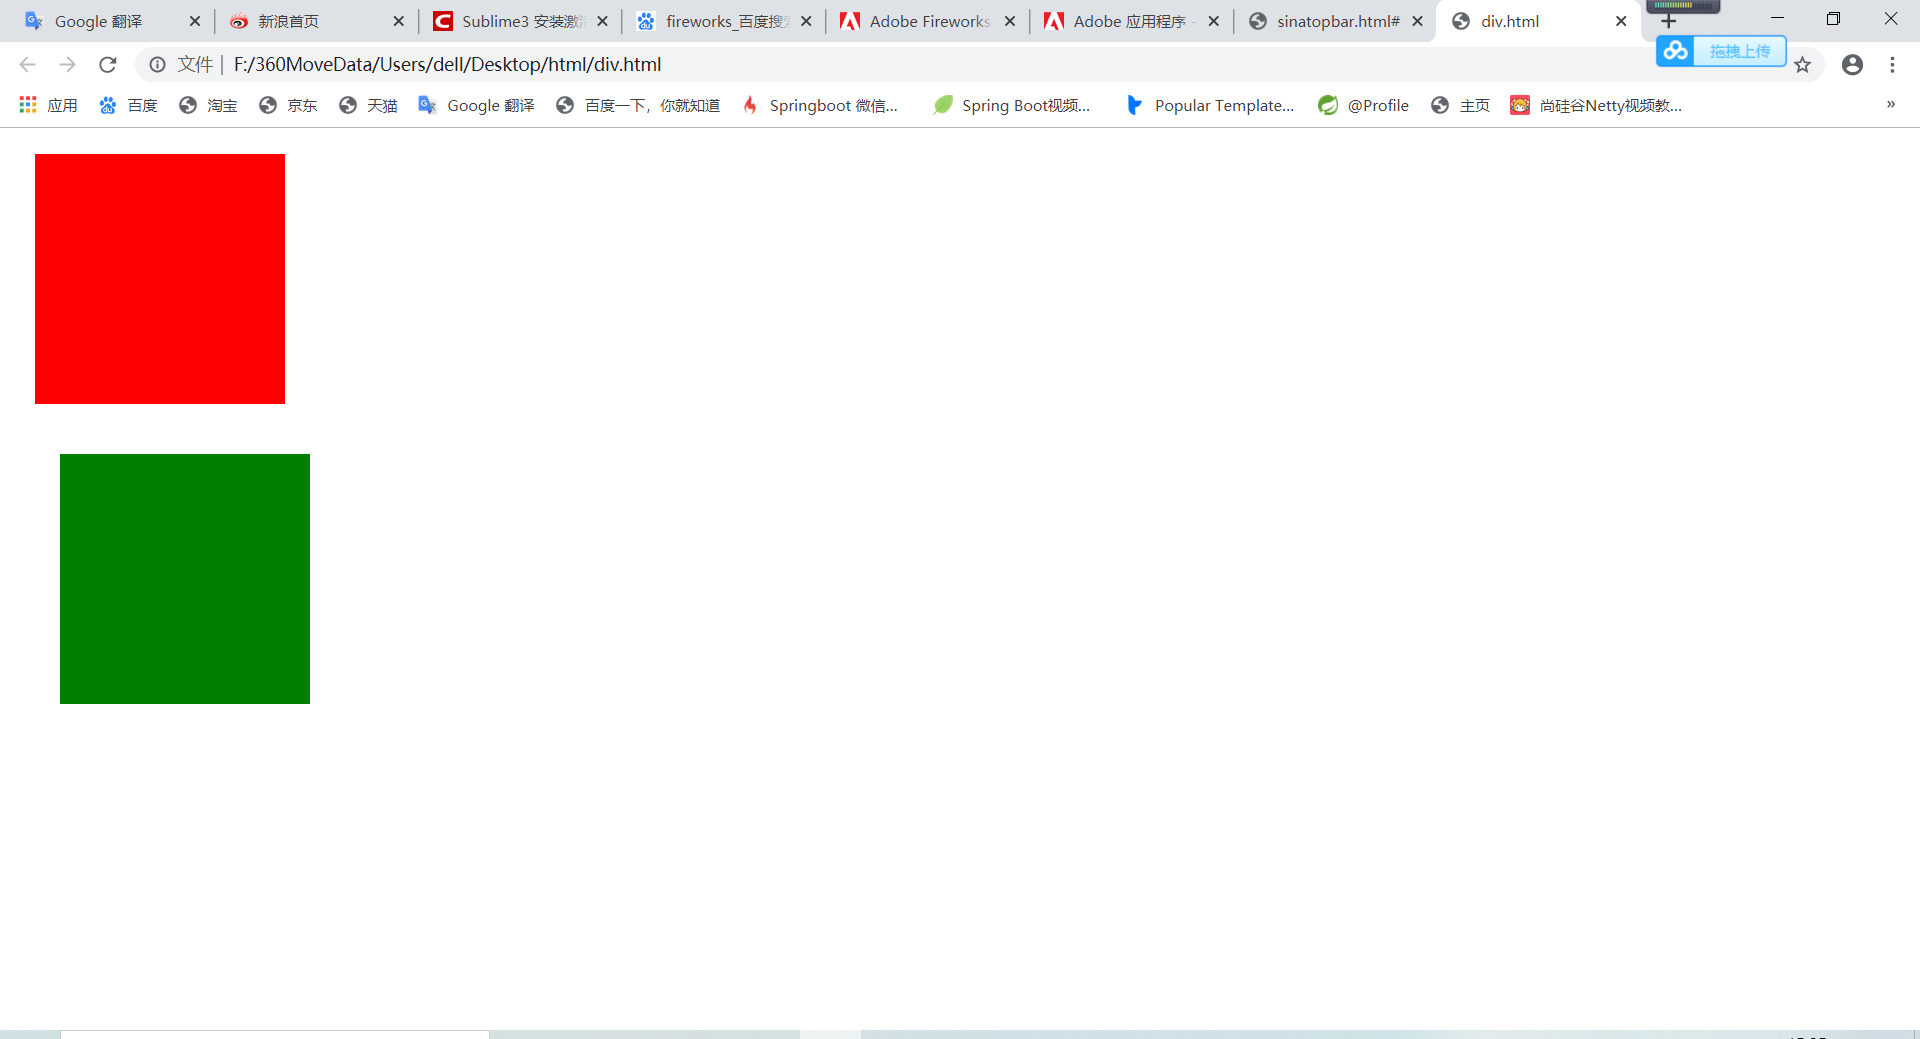 Google 翻译
新浪首页
Sublime3 安装激
fireworks_百度搜
Adobe Fireworks
Adobe 应用程序 -
sinatopbar.html#
div.html
拖拽上传
文件 | F:/360MoveData/Users/dell/Desktop/html/div.html
应用 百度 淘宝 京东 天猫 Google 翻译 百度一下，你就知道 Springboot 微信... Spring Boot视频... Popular Template... @Profile 主页 尚硅谷Netty视频教... »